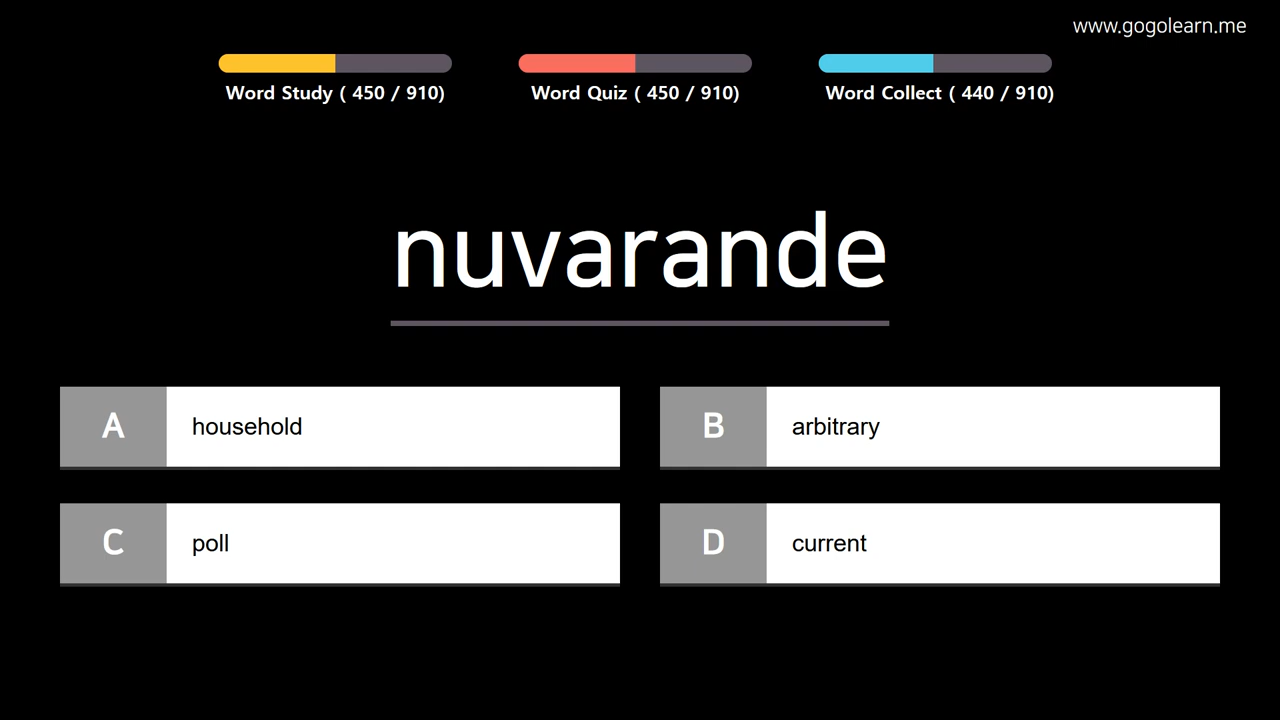 www.gogolearn.me
Word Study ( 450 / 910)
Word Quiz ( 450 / 910)
Word Collect ( 440 / 910)
nuvarande
A household
B arbitrary
C poll
D current